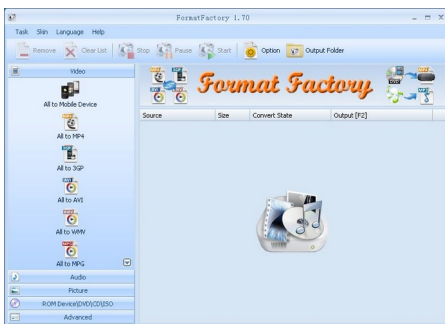 FormatFactory 1.70
Task Skin Language Help
Remove Clear List Stop Pause Start Option Output Folder
Video
Format Factory
All to Mobile Device
Source Size Convert State Output [F2]
All to MP4
All to 3GP
All to AVI
All to WMV
All to MPG
Audio
Picture
ROM Device\DVD\CD\ISO
Advanced